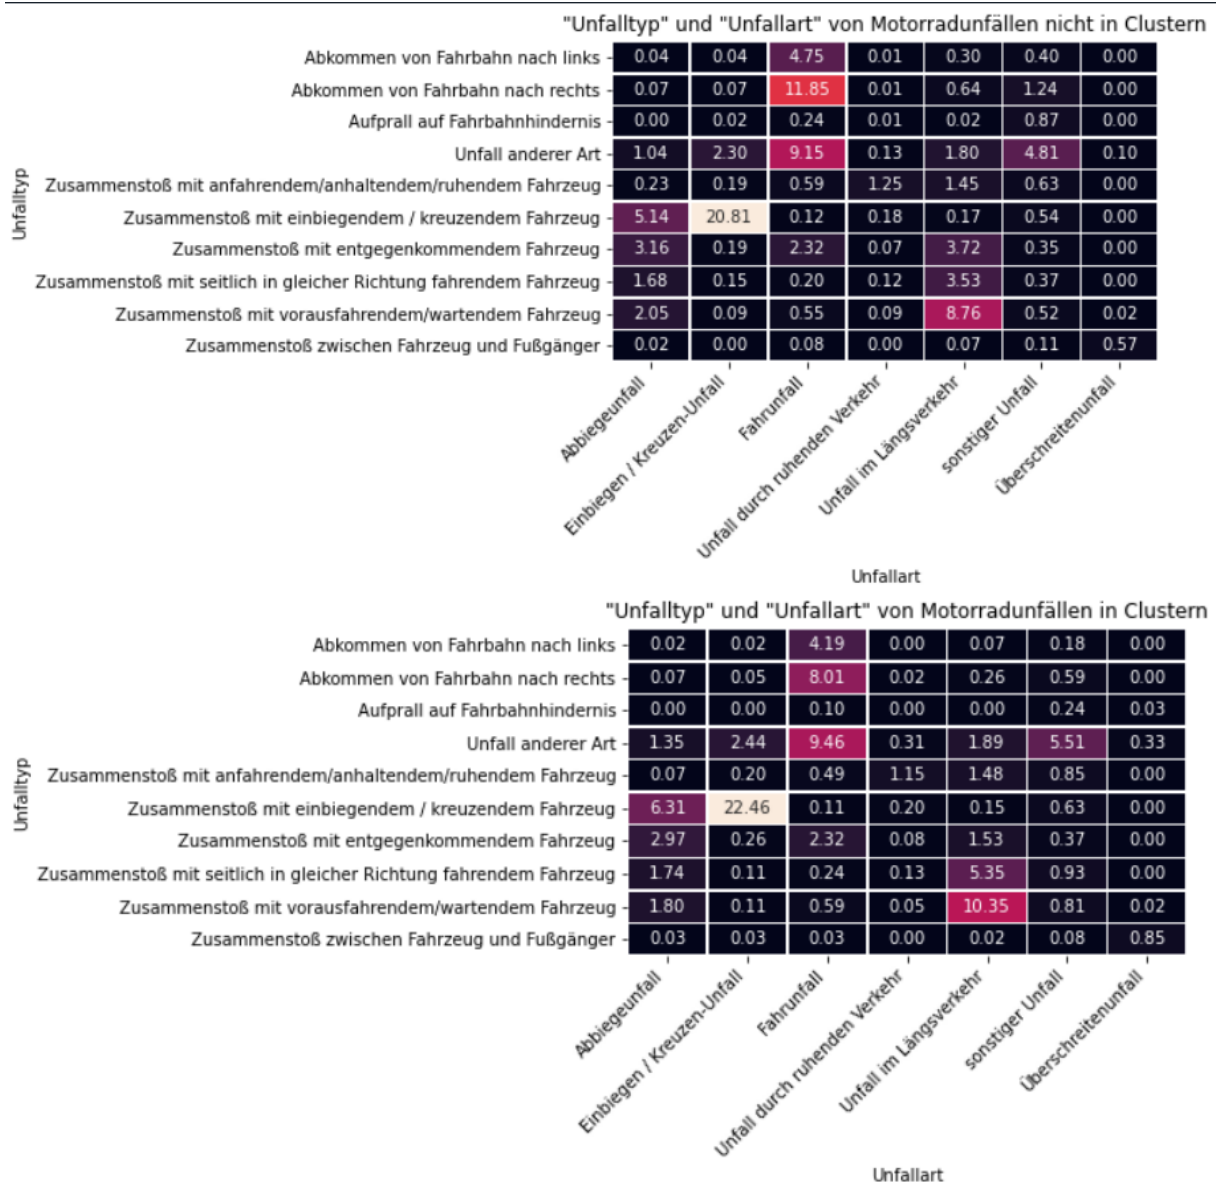 "Unfalltyp" und "Unfallart" von Motorradunfällen nicht in Clustern
Unfalltyp
Abkommen von Fahrbahn nach links 0.04 0.04 4.75 0.01 0.30 0.40 0.00
Abkommen von Fahrbahn nach rechts 0.07 0.07 11.85 0.01 0.64 1.24 0.00
Aufprall auf Fahrbahnhindernis 0.00 0.02 0.24 0.01 0.02 0.87 0.00
Unfall anderer Art 1.04 2.30 9.15 0.13 1.80 4.81 0.10
Zusammenstoß mit anfahrendem/anhaltendem/ruhendem Fahrzeug 0.23 0.19 0.59 1.25 1.45 0.63 0.00
Zusammenstoß mit einbiegendem / kreuzendem Fahrzeug 5.14 20.81 0.12 0.18 0.17 0.54 0.00
Zusammenstoß mit entgegenkommendem Fahrzeug 3.16 0.19 2.32 0.07 3.72 0.35 0.00
Zusammenstoß mit seitlich in gleicher Richtung fahrendem Fahrzeug 1.68 0.15 0.20 0.12 3.53 0.37 0.00
Zusammenstoß mit vorausfahrendem/wartendem Fahrzeug 2.05 0.09 0.55 0.09 8.76 0.52 0.02
Zusammenstoß zwischen Fahrzeug und Fußgänger 0.02 0.00 0.08 0.00 0.07 0.11 0.57
Abbiegeunfall
Einbiegen / Kreuzen-Unfall
Fahrunfall
Unfall durch ruhenden Verkehr
Unfall im Längsverkehr
sonstiger Unfall
Überschreitenunfall
Unfallart
"Unfalltyp" und "Unfallart" von Motorradunfällen in Clustern
Unfalltyp
Abkommen von Fahrbahn nach links 0.02 0.02 4.19 0.00 0.07 0.18 0.00
Abkommen von Fahrbahn nach rechts 0.07 0.05 8.01 0.02 0.26 0.59 0.00
Aufprall auf Fahrbahnhindernis 0.00 0.00 0.10 0.00 0.00 0.24 0.03
Unfall anderer Art 1.35 2.44 9.46 0.31 1.89 5.51 0.33
Zusammenstoß mit anfahrendem/anhaltendem/ruhendem Fahrzeug 0.07 0.20 0.49 1.15 1.48 0.85 0.00
Zusammenstoß mit einbiegendem / kreuzendem Fahrzeug 6.31 22.46 0.11 0.20 0.15 0.63 0.00
Zusammenstoß mit entgegenkommendem Fahrzeug 2.97 0.26 2.32 0.08 1.53 0.37 0.00
Zusammenstoß mit seitlich in gleicher Richtung fahrendem Fahrzeug 1.74 0.11 0.24 0.13 5.35 0.93 0.00
Zusammenstoß mit vorausfahrendem/wartendem Fahrzeug 1.80 0.11 0.59 0.05 10.35 0.81 0.02
Zusammenstoß zwischen Fahrzeug und Fußgänger 0.03 0.03 0.03 0.00 0.02 0.08 0.85
Abbiegeunfall
Einbiegen / Kreuzen-Unfall
Fahrunfall
Unfall durch ruhenden Verkehr
Unfall im Längsverkehr
sonstiger Unfall
Überschreitenunfall
Unfallart